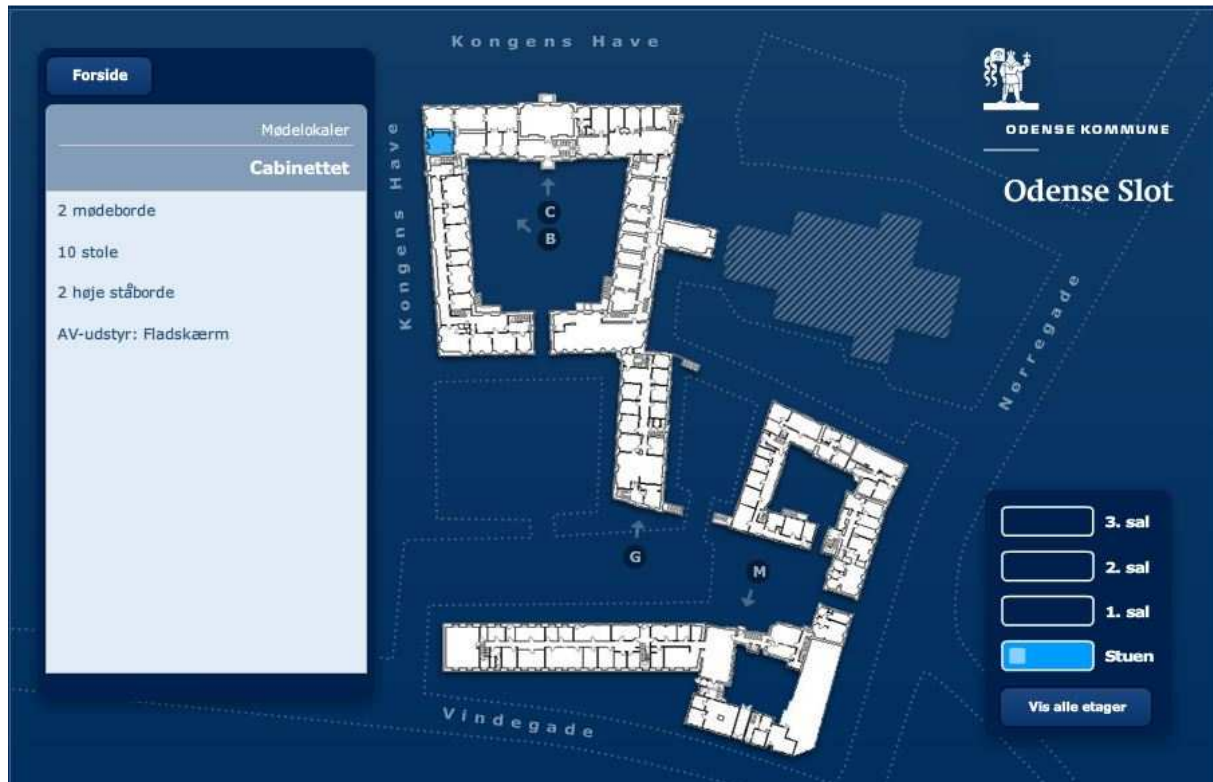 Kongens Have
Forside
Mødelokaler
Cabinettet
2 mødeborde
10 stole
2 høje ståborde
AV-udstyr: Fladskærm
Kongens Have
C
B
ODENSE KOMMUNE
Odense Slot
Nørregade
G
M
3. sal
2. sal
1. sal
Stuen
Vis alle etager
Vindegade